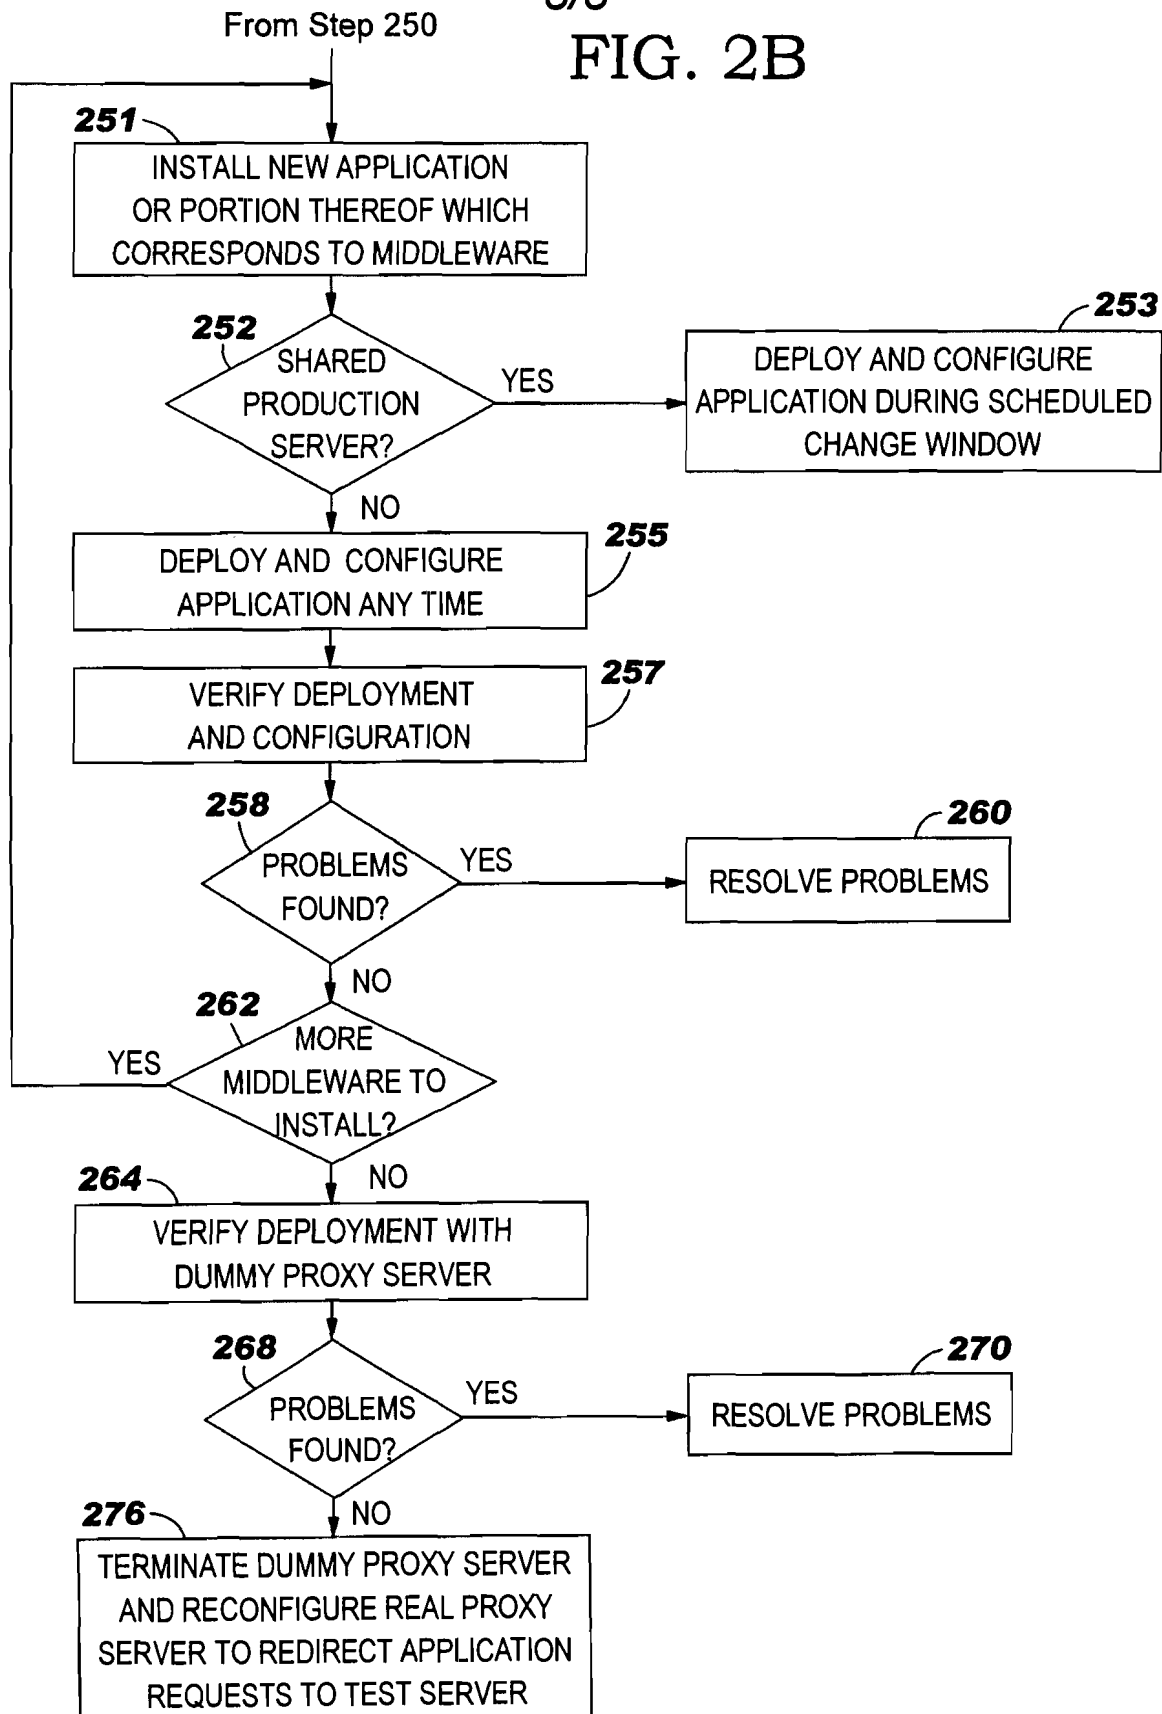 From Step 250
FIG. 2B
251
INSTALL NEW APPLICATION
OR PORTION THEREOF WHICH
CORRESPONDS TO MIDDLEWARE
252
SHARED
PRODUCTION
SERVER?
YES
253
DEPLOY AND CONFIGURE
APPLICATION DURING SCHEDULED
CHANGE WINDOW
NO
255
DEPLOY AND CONFIGURE
APPLICATION ANY TIME
257
VERIFY DEPLOYMENT
AND CONFIGURATION
258
PROBLEMS
FOUND?
YES
260
RESOLVE PROBLEMS
NO
262
MORE
MIDDLEWARE TO
INSTALL?
YES
NO
264
VERIFY DEPLOYMENT WITH
DUMMY PROXY SERVER
268
PROBLEMS
FOUND?
YES
270
RESOLVE PROBLEMS
NO
276
TERMINATE DUMMY PROXY SERVER
AND RECONFIGURE REAL PROXY
SERVER TO REDIRECT APPLICATION
REQUESTS TO TEST SERVER